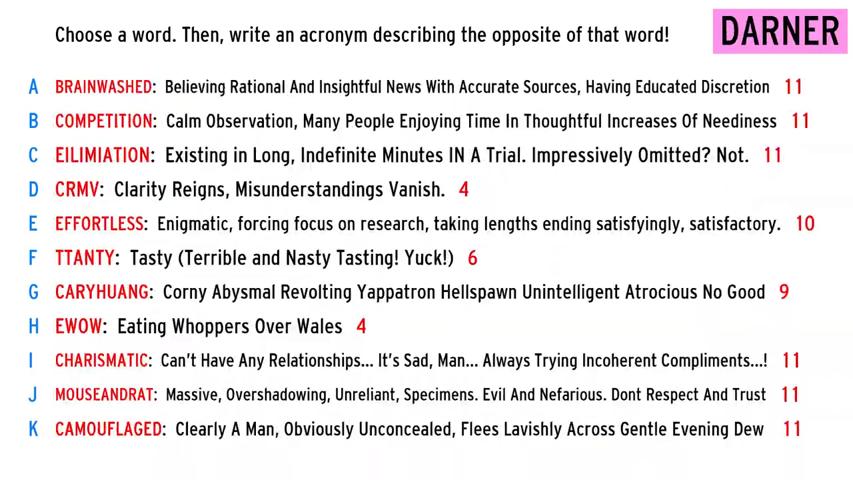 Choose a word. Then, write an acronym describing the opposite of that word!
DARNER
A BRAINWASHED: Believing Rational And Insightful News With Accurate Sources, Having Educated Discretion 11
B COMPETITION: Calm Observation, Many People Enjoying Time In Thoughtful Increases Of Neediness 11
C EILIMIATION: Existing in Long, Indefinite Minutes IN A Trial. Impressively Omitted? Not. 11
D CRMV: Clarity Reigns, Misunderstandings Vanish. 4
E EFFORTLESS: Enigmatic, forcing focus on research, taking lengths ending satisfyingly, satisfactory. 10
F TTANTY: Tasty (Terrible and Nasty Tasting! Yuck!) 6
G CARYHUANG: Corny Abysmal Revolting Yappatron Hellspawn Unintelligent Atrocious No Good 9
H EWOW: Eating Whoppers Over Wales 4
I CHARISMATIC: Can't Have Any Relationships... It's Sad, Man... Always Trying Incoherent Compliments...! 11
J MOUSEANDRAT: Massive, Overshadowing, Unreliant, Specimens. Evil And Nefarious. Dont Respect And Trust 11
K CAMOUFLAGED: Clearly A Man, Obviously Unconcealed, Flees Lavishly Across Gentle Evening Dew 11